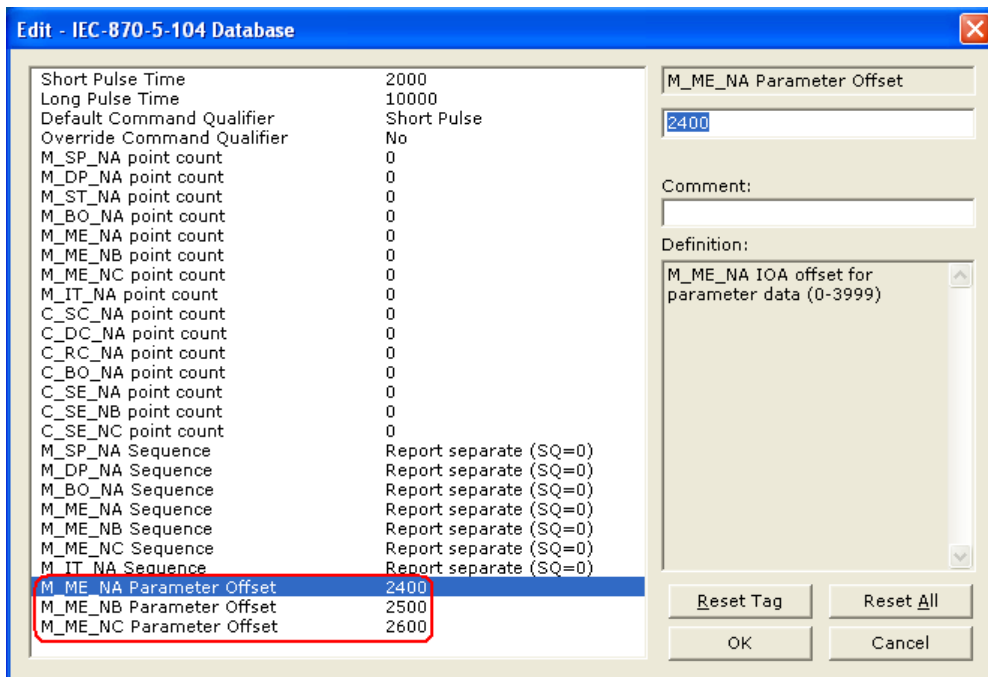 Edit - IEC-870-5-104 Database
Short Pulse Time 2000
Long Pulse Time 10000
Default Command Qualifier Short Pulse
Override Command Qualifier No
M_SP_NA point count 0
M_DP_NA point count 0
M_ST_NA point count 0
M_BO_NA point count 0
M_ME_NA point count 0
M_ME_NB point count 0
M_ME_NC point count 0
M_IT_NA point count 0
C_SC_NA point count 0
C_DC_NA point count 0
C_RC_NA point count 0
C_BO_NA point count 0
C_SE_NA point count 0
C_SE_NB point count 0
C_SE_NC point count 0
M_SP_NA Sequence Report separate (SQ=0)
M_DP_NA Sequence Report separate (SQ=0)
M_BO_NA Sequence Report separate (SQ=0)
M_ME_NA Sequence Report separate (SQ=0)
M_ME_NB Sequence Report separate (SQ=0)
M_ME_NC Sequence Report separate (SQ=0)
M_IT_NA Sequence Report separate (SQ=0)
M_ME_NA Parameter Offset 2400
M_ME_NB Parameter Offset 2500
M_ME_NC Parameter Offset 2600
M_ME_NA Parameter Offset
2400
Comment:
Definition:
M_ME_NA IOA offset for
parameter data (0-3999)
Reset Tag Reset All
OK Cancel